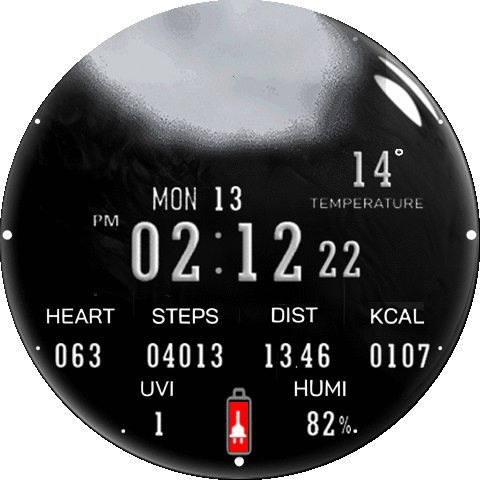 14°
TEMPERATURE
MON 13
PM 02:12 22
HEART STEPS DIST KCAL
063 04013 13.46 0107
UVI HUMI
1 82%